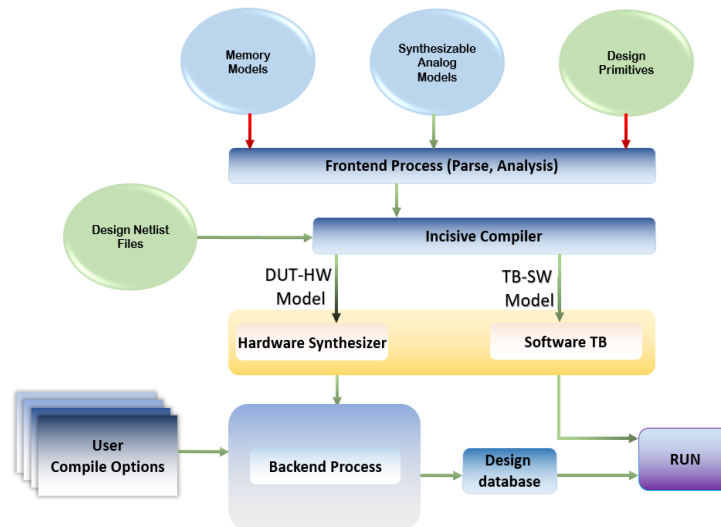 Memory
Models
Synthesizable
Analog
Models
Design
Primitives
Frontend Process (Parse, Analysis)
Design Netlist
Files
Incisive Compiler
DUT-HW
Model
TB-SW
Model
Hardware Synthesizer
Software TB
User
Compile Options
Backend Process
Design
database
RUN